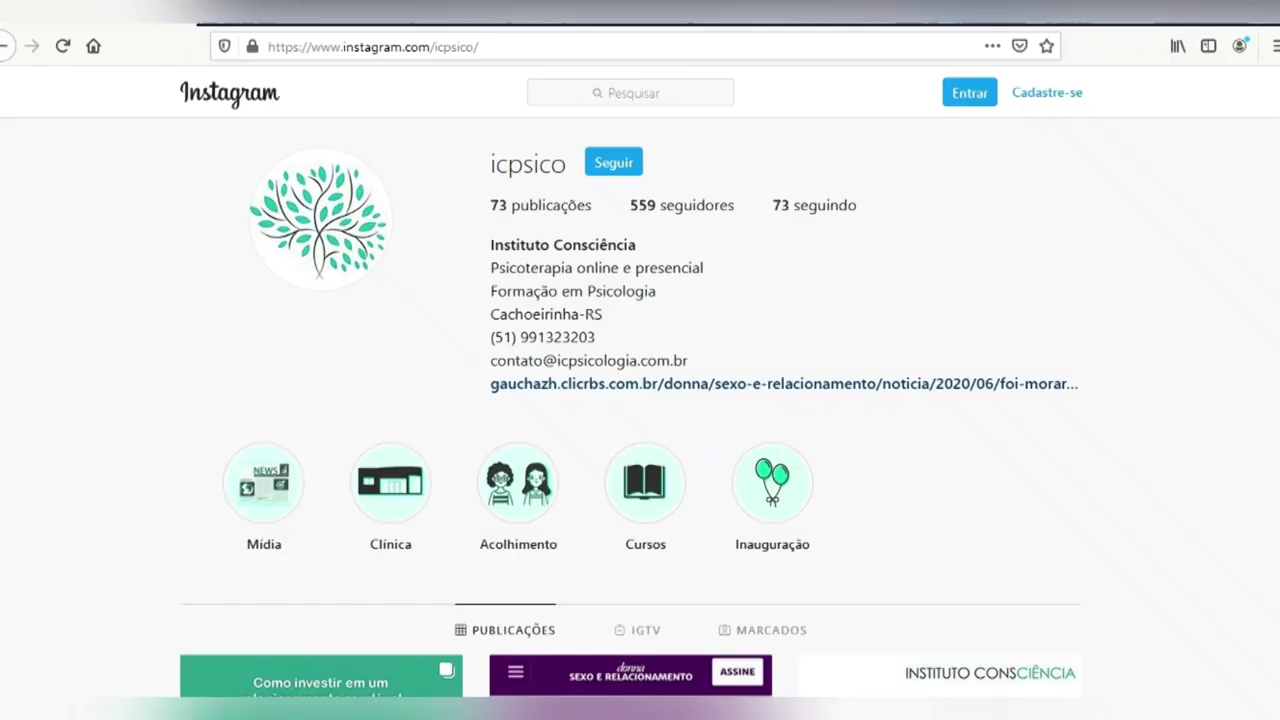 https://www.instagram.com/icpsico/
Instagram
Pesquisar
Entrar
Cadastre-se
icpsico
Seguir
73 publicações 559 seguidores 73 seguindo
Instituto Consciência
Psicoterapia online e presencial
Formação em Psicologia
Cachoeirinha-RS
(51) 991323203
contato@icpsicologia.com.br
gauchazh.clicrbs.com.br/donna/sexo-e-relacionamento/noticia/2020/06/foi-morar...
NEWS
Mídia
Clínica
Acolhimento
Cursos
Inauguração
PUBLICAÇÕES
IGTV
MARCADOS
Como investir em um
donna
SEXO E RELACIONAMENTO
ASSINE
INSTITUTO CONSCIÊNCIA